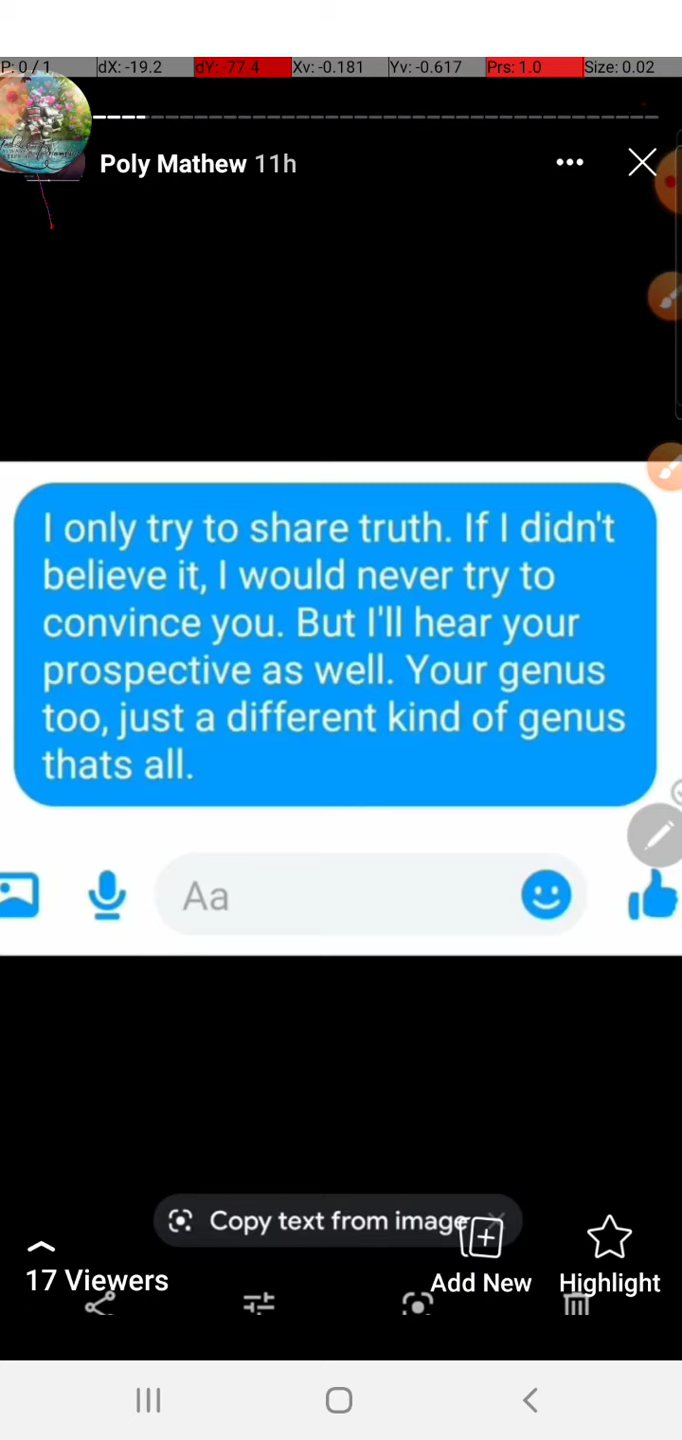 P: 0 / 1 dX: -19.2 dY: -77.4 Xv: -0.181 Yv: -0.617 Prs: 1.0 Size: 0.02
Poly Mathew 11h
I only try to share truth. If I didn't
believe it, I would never try to
convince you. But I'll hear your
prospective as well. Your genus
too, just a different kind of genus
thats all.
Aa
Copy text from image
17 Viewers
Add New
Highlight